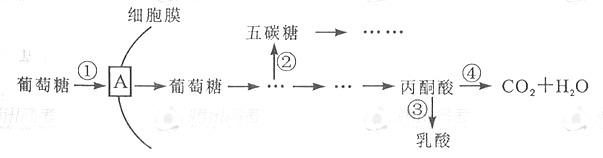 细胞膜
五碳糖 → ……
②
葡萄糖 ① → A → 葡萄糖 → … → … → 丙酮酸 ④ → CO₂+H₂O
③
乳酸